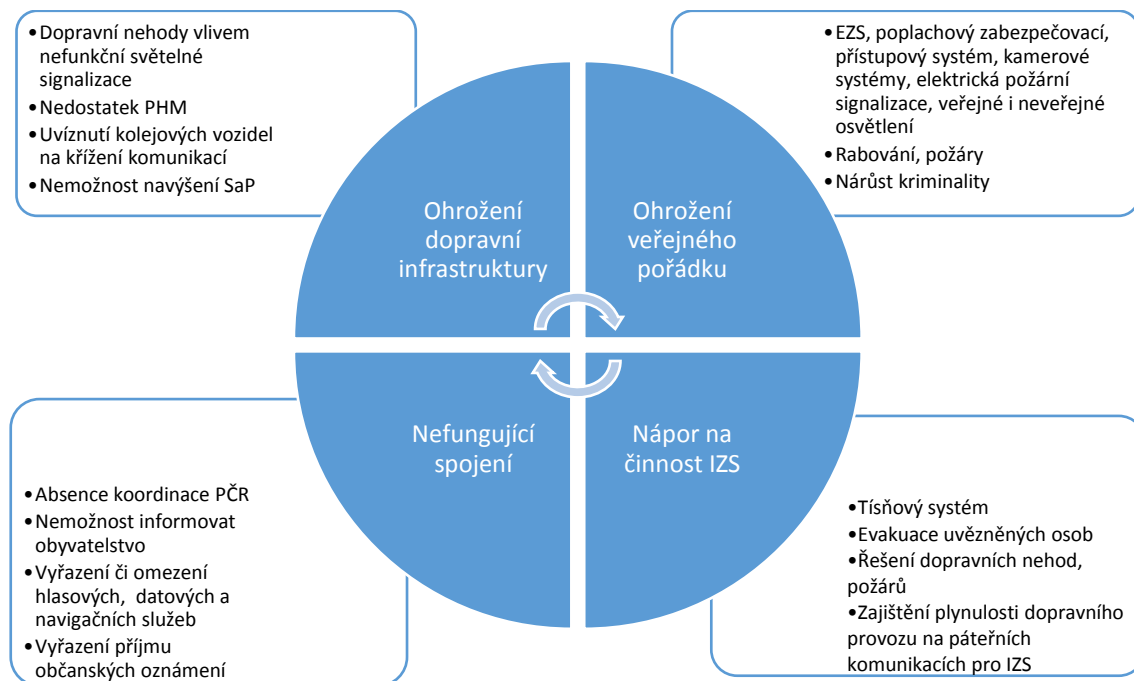 •Dopravní nehody vlivem
nefunkční světelné
signalizace
•Nedostatek PHM
•Uvíznutí kolejových vozidel
na křížení komunikací
•Nemožnost navýšení SaP
•EZS, poplachový zabezpečovací,
přístupový systém, kamerové
systémy, elektrická požární
signalizace, veřejné i neveřejné
osvětlení
•Rabování, požáry
•Nárůst kriminality
Ohrožení
dopravní
infrastruktury
Ohrožení
veřejného
pořádku
Nefungující
spojení
Nápor na
činnost IZS
•Absence koordinace PČR
•Nemožnost informovat
obyvatelstvo
•Vyřazení či omezení
hlasových, datových a
navigačních služeb
•Vyřazení příjmu
občanských oznámení
•Tísňový systém
•Evakuace uvězněných osob
•Řešení dopravních nehod,
požárů
•Zajištění plynulosti dopravního
provozu na páteřních
komunikacích pro IZS